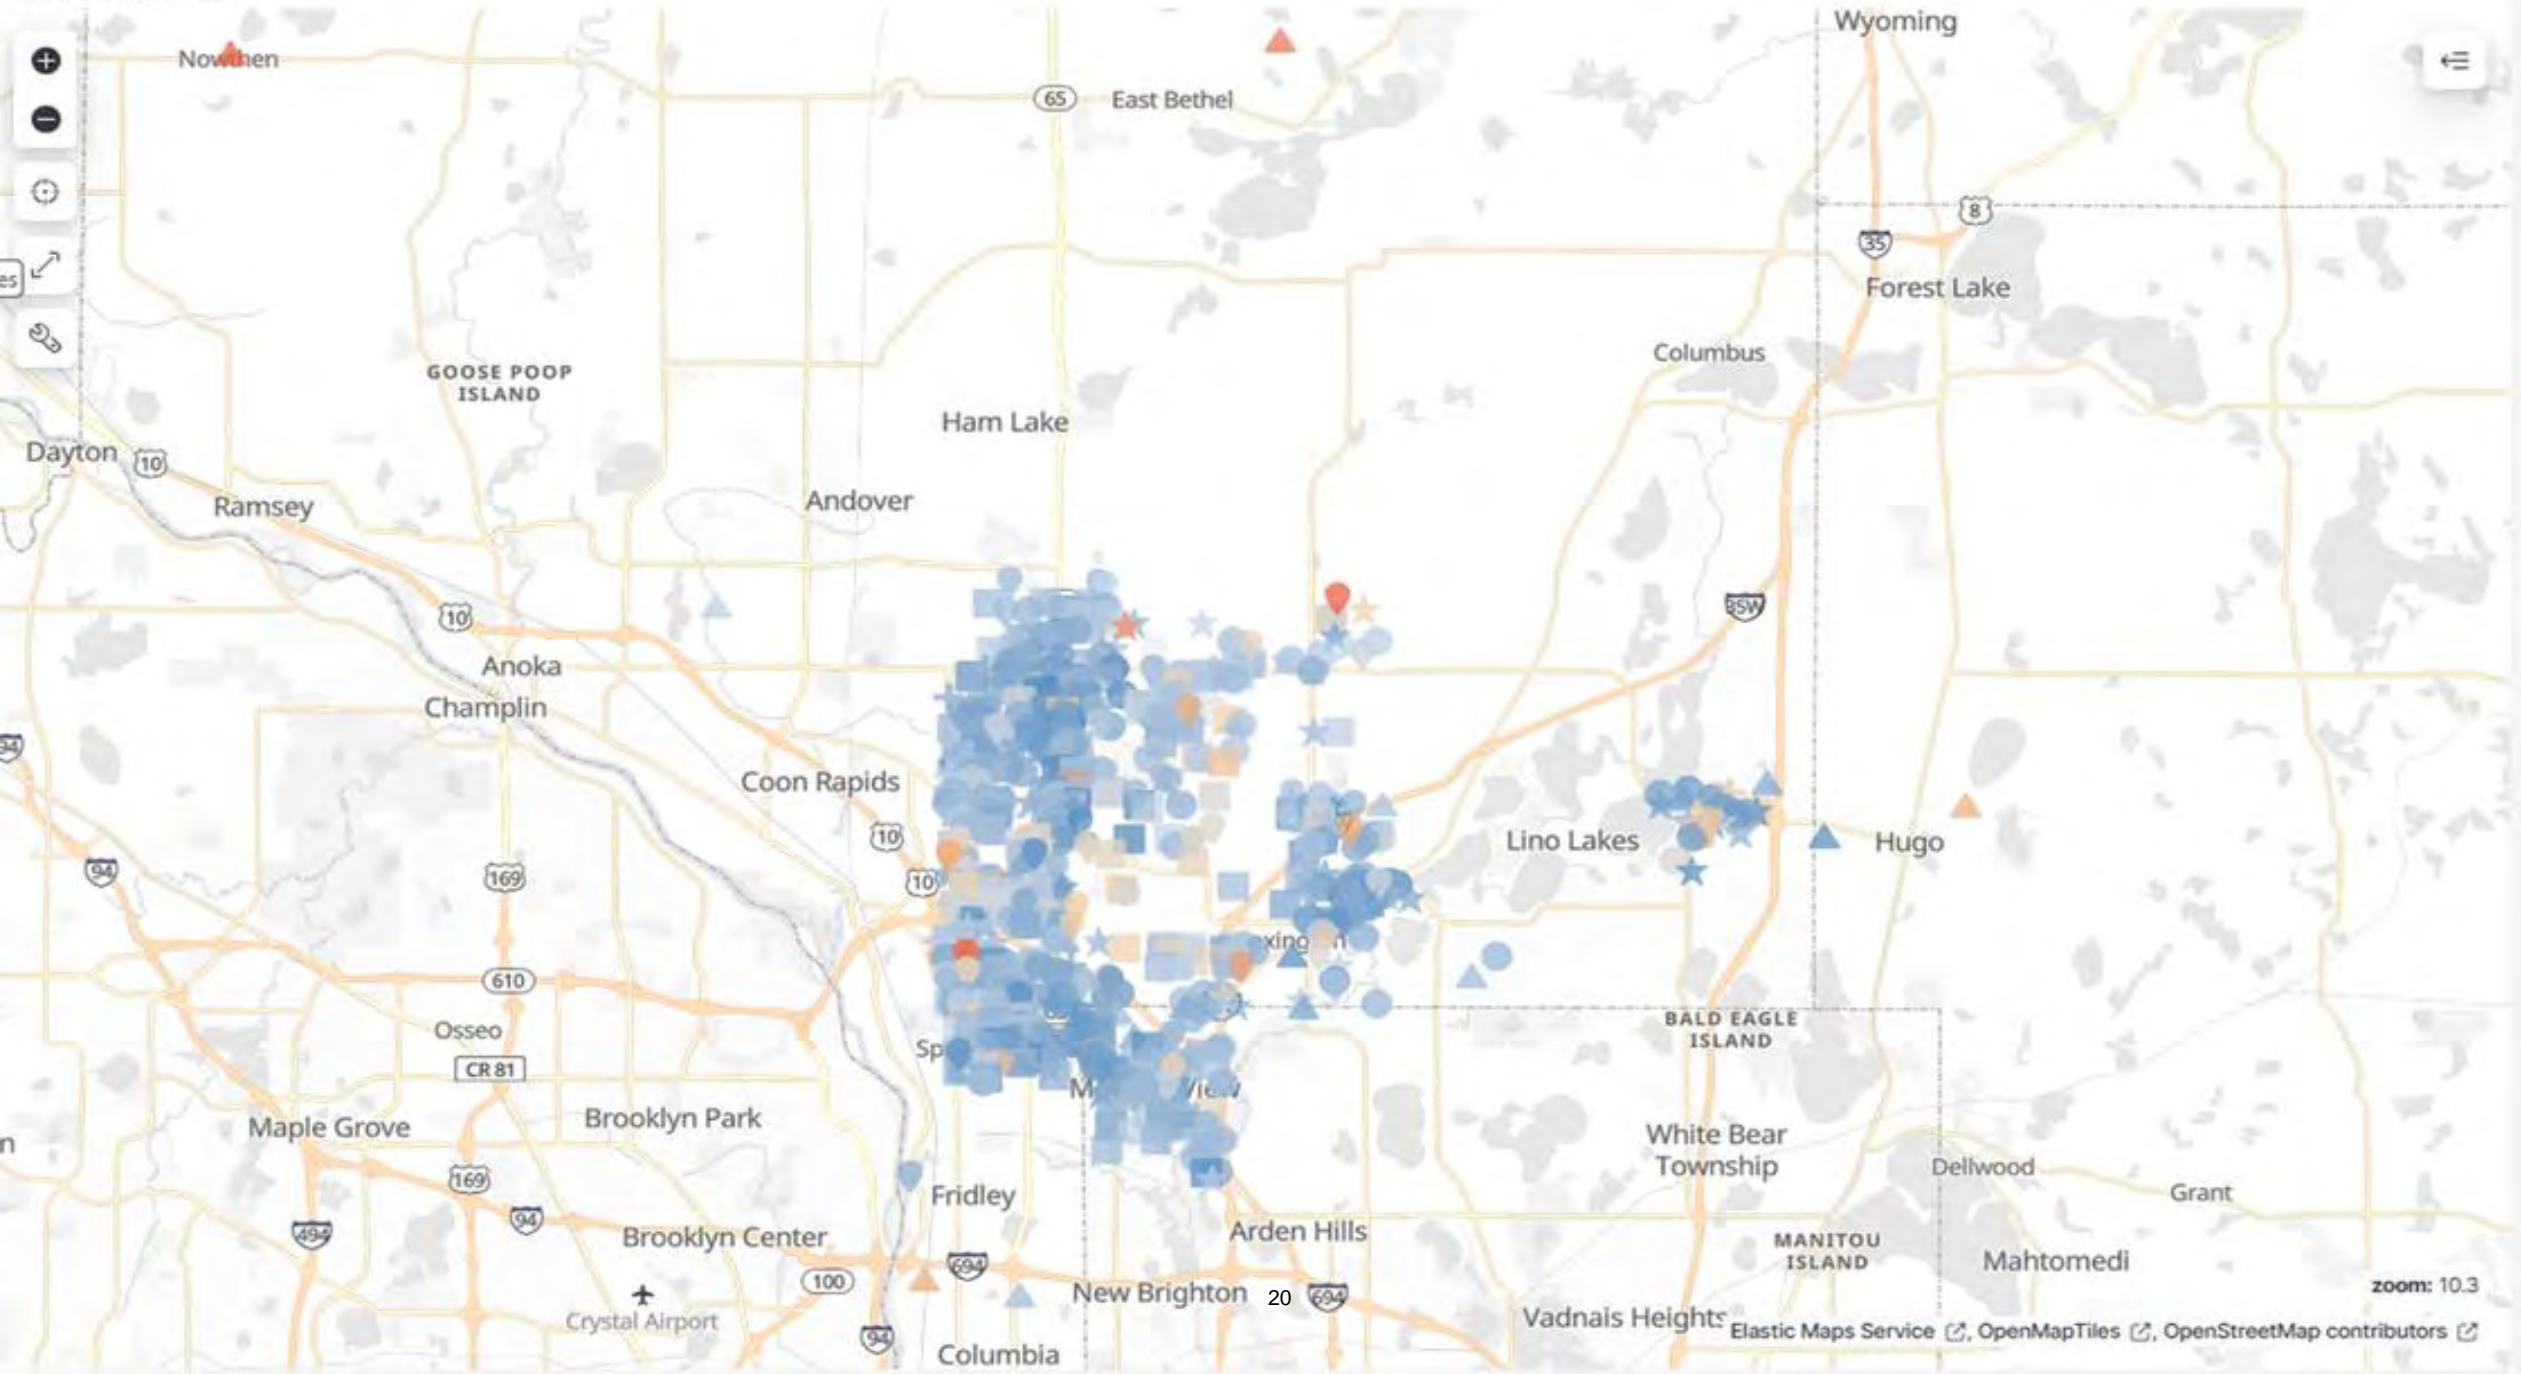 Wyoming
Nowthen
65
East Bethel
8
35
es
Forest Lake
Columbus
GOOSE POOP
ISLAND
Ham Lake
Dayton
10
Ramsey
Andover
35W
10
Anoka
Champlin
94
Coon Rapids
10
Lino Lakes
Hugo
94
169
10
610
Osseo
Sp
BALD EAGLE
ISLAND
CR 81
M View
Maple Grove
Brooklyn Park
White Bear
Township
n
Dellwood
169
Fridley
Grant
94
494
Brooklyn Center
Arden Hills
MANITOU
ISLAND
Mahtomedi
694
100
New Brighton
20
694
zoom: 10.3
Crystal Airport
Vadnais Heights
94
Columbia
Elastic Maps Service , OpenMapTiles , OpenStreetMap contributors